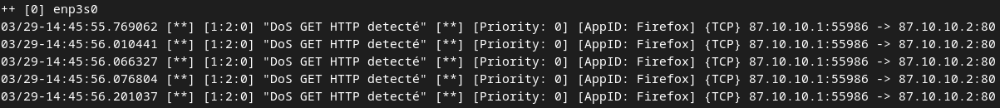 ++ [0] enp3s0
03/29-14:45:55.769062 [**] [1:2:0] "DoS GET HTTP detecté" [**] [Priority: 0] [AppID: Firefox] {TCP} 87.10.10.1:55986 -> 87.10.10.2:80
03/29-14:45:56.010441 [**] [1:2:0] "DoS GET HTTP detecté" [**] [Priority: 0] [AppID: Firefox] {TCP} 87.10.10.1:55986 -> 87.10.10.2:80
03/29-14:45:56.066327 [**] [1:2:0] "DoS GET HTTP detecté" [**] [Priority: 0] [AppID: Firefox] {TCP} 87.10.10.1:55986 -> 87.10.10.2:80
03/29-14:45:56.076804 [**] [1:2:0] "DoS GET HTTP detecté" [**] [Priority: 0] [AppID: Firefox] {TCP} 87.10.10.1:55986 -> 87.10.10.2:80
03/29-14:45:56.201037 [**] [1:2:0] "DoS GET HTTP detecté" [**] [Priority: 0] [AppID: Firefox] {TCP} 87.10.10.1:55986 -> 87.10.10.2:80